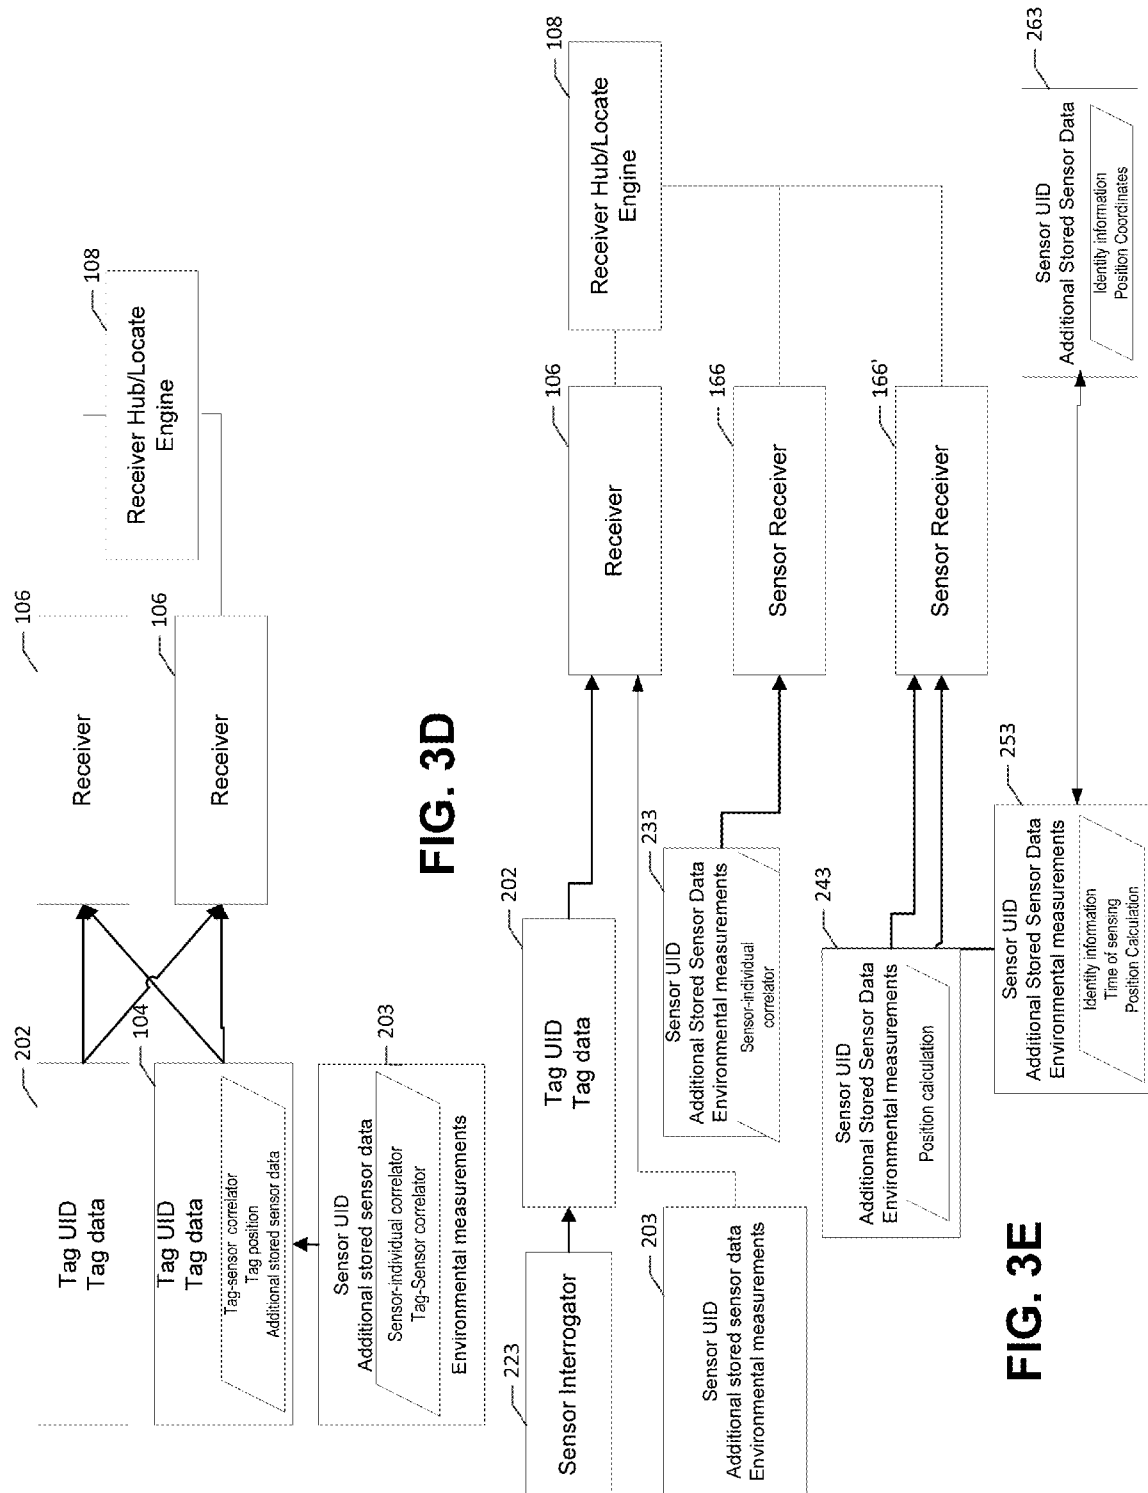 202
Tag UID
Tag data
104
Tag UID
Tag data
Tag-sensor correlator
Tag position
Additional stored sensor data
203
Sensor UID
Additional stored sensor data
Sensor-individual correlator
Tag-Sensor correlator
Environmental measurements
106
Receiver
106
Receiver
108
Receiver Hub/Locate
Engine
FIG. 3D
223
Sensor Interrogator
202
Tag UID
Tag data
203
Sensor UID
Additional stored sensor data
Environmental measurements
233
Sensor UID
Additional Stored Sensor Data
Environmental measurements
Sensor-individual
correlator
243
Sensor UID
Additional Stored Sensor Data
Environmental measurements
Position calculation
253
Sensor UID
Additional Stored Sensor Data
Environmental measurements
Identity information
Time of sensing
Position Calculation
106
Receiver
166
Sensor Receiver
166'
Sensor Receiver
108
Receiver Hub/Locate
Engine
263
Sensor UID
Additional Stored Sensor Data
Identity information
Position Coordinates
FIG. 3E